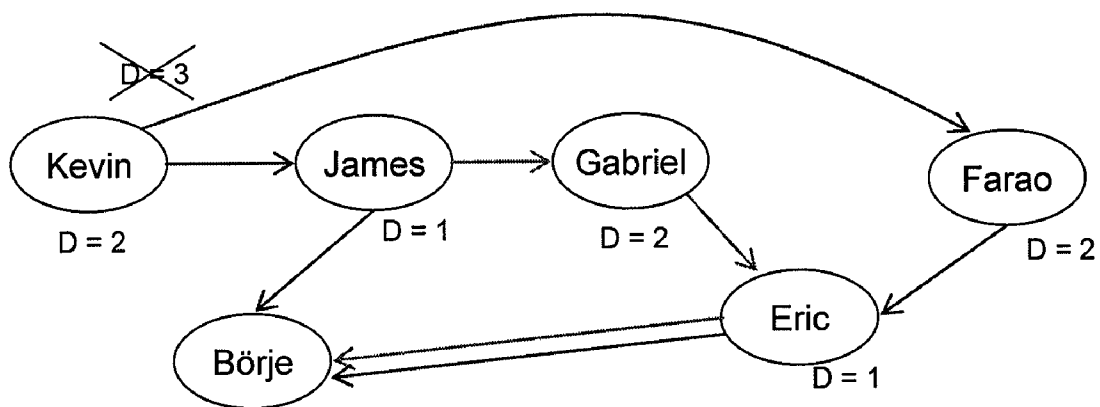 D = 3
Kevin
James
Gabriel
Farao
D = 2
D = 1
D = 2
D = 2
Eric
Börje
D = 1